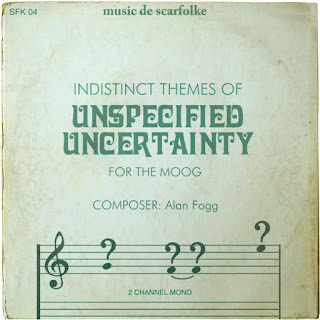 SFK 04
music de scarfolke
INDISTINCT THEMES OF
UNSPECIFIED
UNCERTAINTY
FOR THE MOOG
COMPOSER: Alan Fogg
? ? ? ?
2 CHANNEL MONO